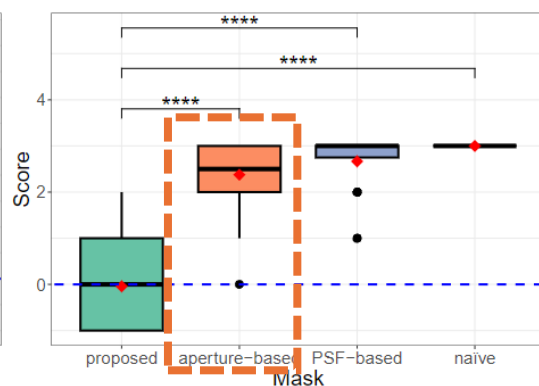 ****
****
****
4
2
0
Score
proposed aperture-based PSF-based naïve
Mask